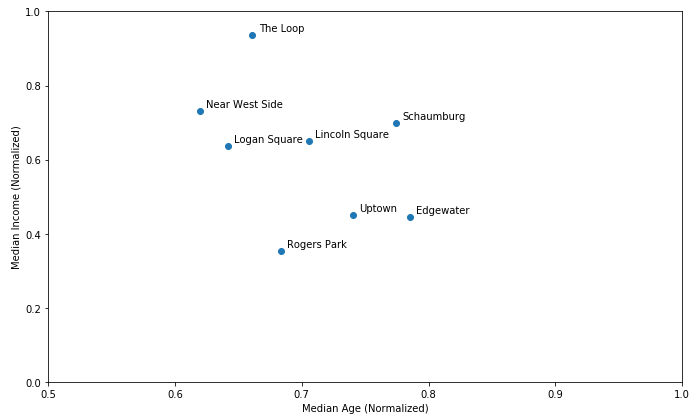 1.0
The Loop
0.8
Near West Side
Schaumburg
Lincoln Square
Logan Square
0.6
Median Income (Normalized)
Uptown
Edgewater
0.4
Rogers Park
0.2
0.0
0.5 0.6 0.7 0.8 0.9 1.0
Median Age (Normalized)